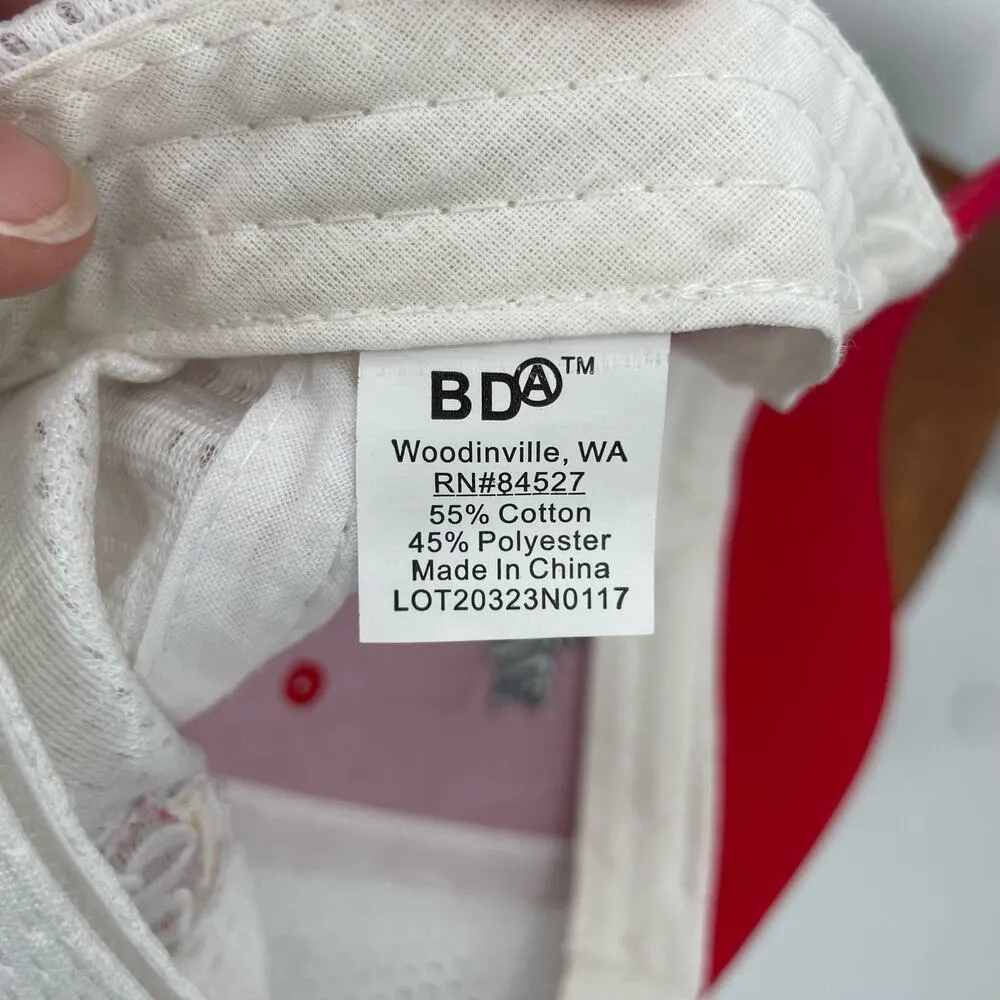 BDA™
Woodinville, WA
RN#84527
55% Cotton
45% Polyester
Made In China
LOT20323N0117